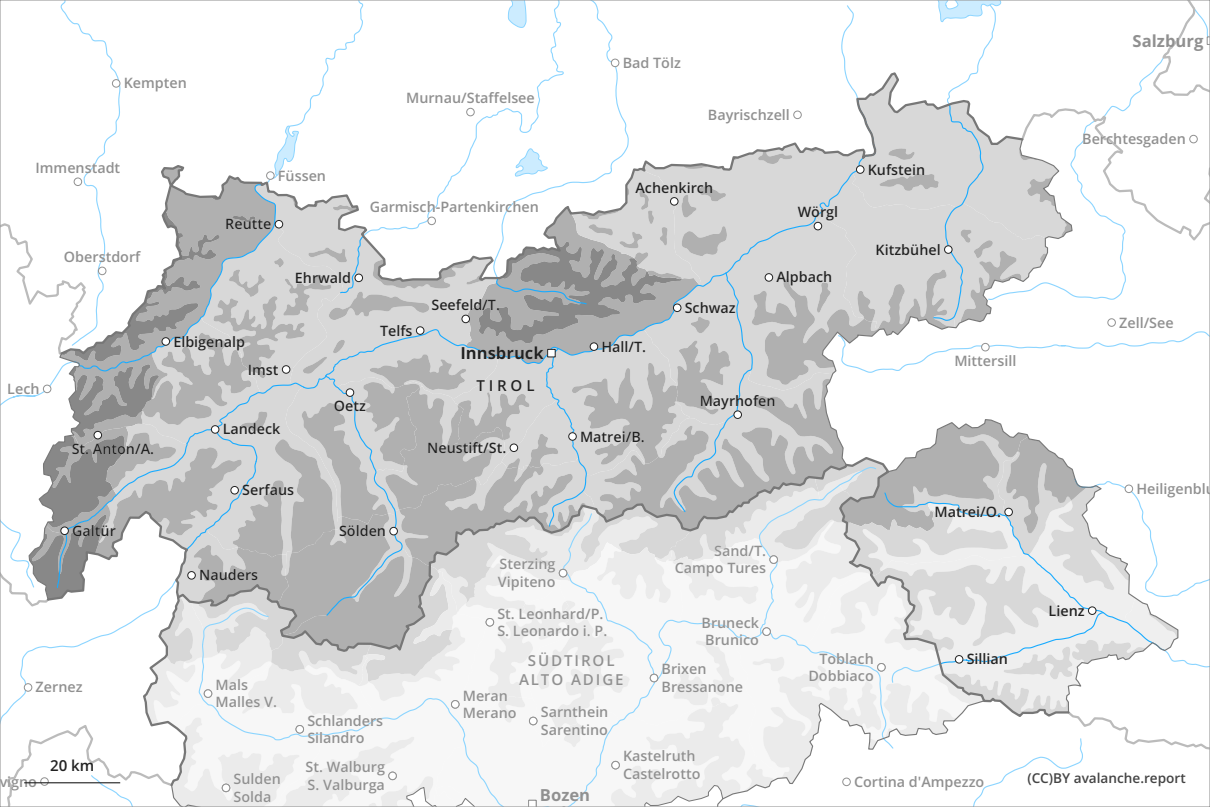 Salzburg
Bad Tölz
Kempten
Murnau/Staffelsee
Bayrischzell
Berchtesgaden
Immenstadt
Füssen
Kufstein
Achenkirch
Garmisch-Partenkirchen
Wörgl
Reutte
Kitzbühel
Oberstdorf
Ehrwald
Alpbach
Seefeld/T.
Schwaz
Zell/See
Telfs
Elbigenalp
Innsbruck
Hall/T.
Mittersill
Imst
TIROL
Lech
Oetz
Mayrhofen
Landeck
Matrei/B.
St. Anton/A.
Neustift/St.
Serfaus
Heiligenblu
Matrei/O.
Galtür
Sölden
Sand/T.
Campo Tures
Sterzing
Vipiteno
Nauders
Lienz
St. Leonhard/P.
S. Leonardo i. P.
Bruneck
Brunico
SÜDTIROL
ALTO ADIGE
Toblach
Dobbiaco
Sillian
Brixen
Bressanone
Zernez
Mals
Malles V.
Meran
Merano
Sarnthein
Sarentino
Schlanders
Silandro
Kastelruth
Castelrotto
20 km
St. Walburg
S. Valburga
vigno
Sulden
Solda
Cortina d'Ampezzo
(CC)BY avalanche.report
Bozen